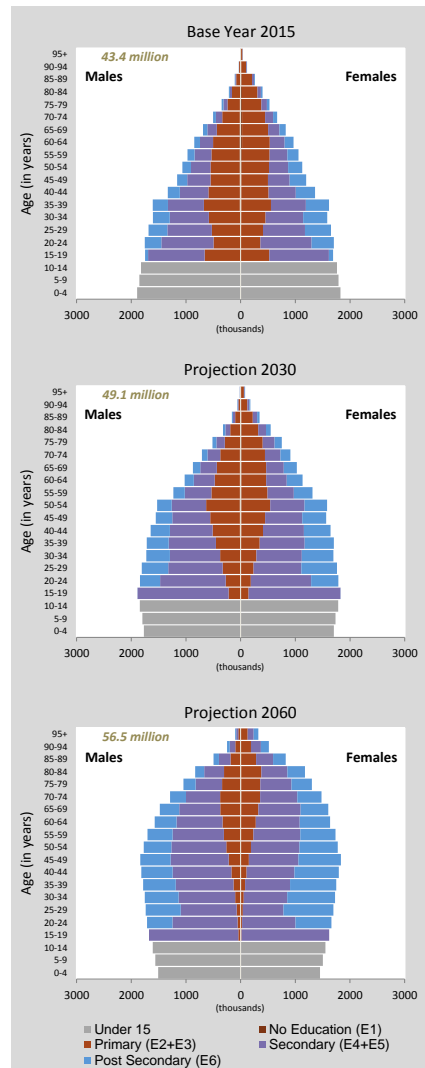 Base Year 2015
43.4 million
Males
Females
Age (in years)
95+
90-94
85-89
80-84
75-79
70-74
65-69
60-64
55-59
50-54
45-49
40-44
35-39
30-34
25-29
20-24
15-19
10-14
5-9
0-4
3000 2000 1000 0 1000 2000 3000
(thousands)
Projection 2030
49.1 million
Males
Females
Age (in years)
95+
90-94
85-89
80-84
75-79
70-74
65-69
60-64
55-59
50-54
45-49
40-44
35-39
30-34
25-29
20-24
15-19
10-14
5-9
0-4
3000 2000 1000 0 1000 2000 3000
(thousands)
Projection 2060
56.5 million
Males
Females
Age (in years)
95+
90-94
85-89
80-84
75-79
70-74
65-69
60-64
55-59
50-54
45-49
40-44
35-39
30-34
25-29
20-24
15-19
10-14
5-9
0-4
3000 2000 1000 0 1000 2000 3000
(thousands)
Under 15
No Education (E1)
Primary (E2+E3)
Secondary (E4+E5)
Post Secondary (E6)